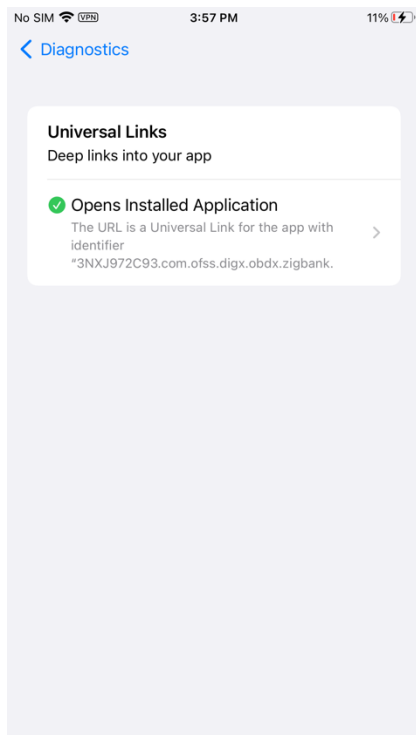 No SIM VPN 3:57 PM 11%
Diagnostics
Universal Links
Deep links into your app
Opens Installed Application
The URL is a Universal Link for the app with
identifier
“3NXJ972C93.com.ofss.digx.obdx.zigbank.